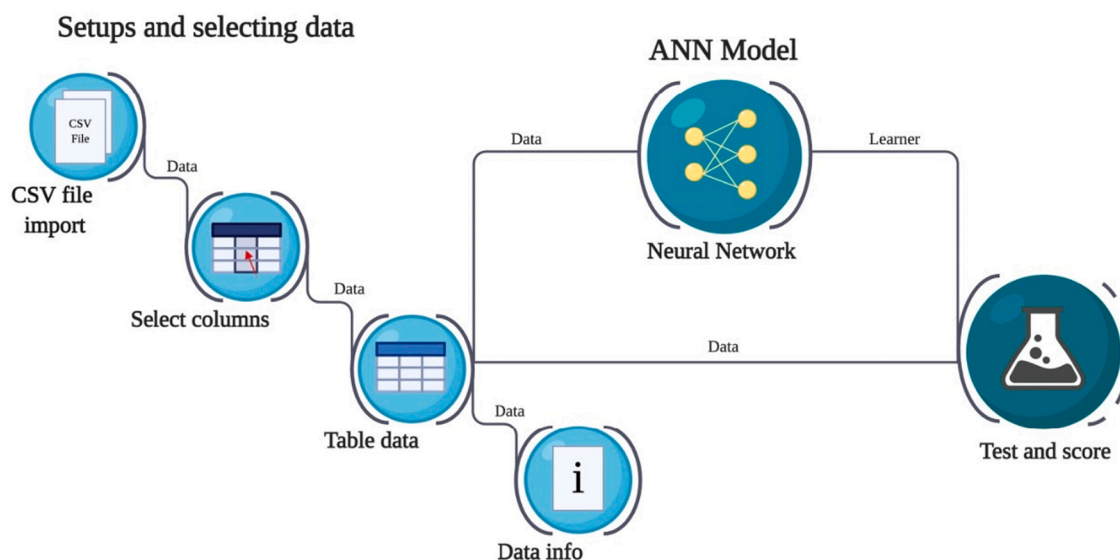 Setups and selecting data
ANN Model
CSV
File
CSV file
import
Data
Select columns
Data
Table data
Data
Neural Network
Learner
Data
Test and score
Data
i
Data info